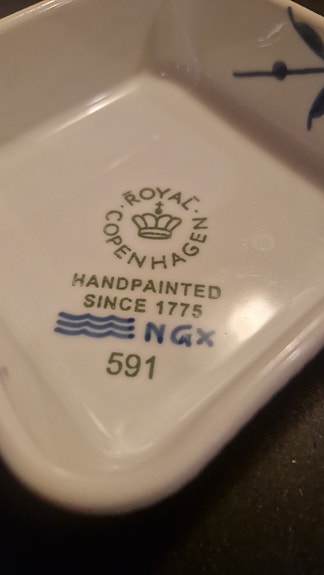 ROYAL
COPENHAGEN
HANDPAINTED
SINCE 1775
NGX
591